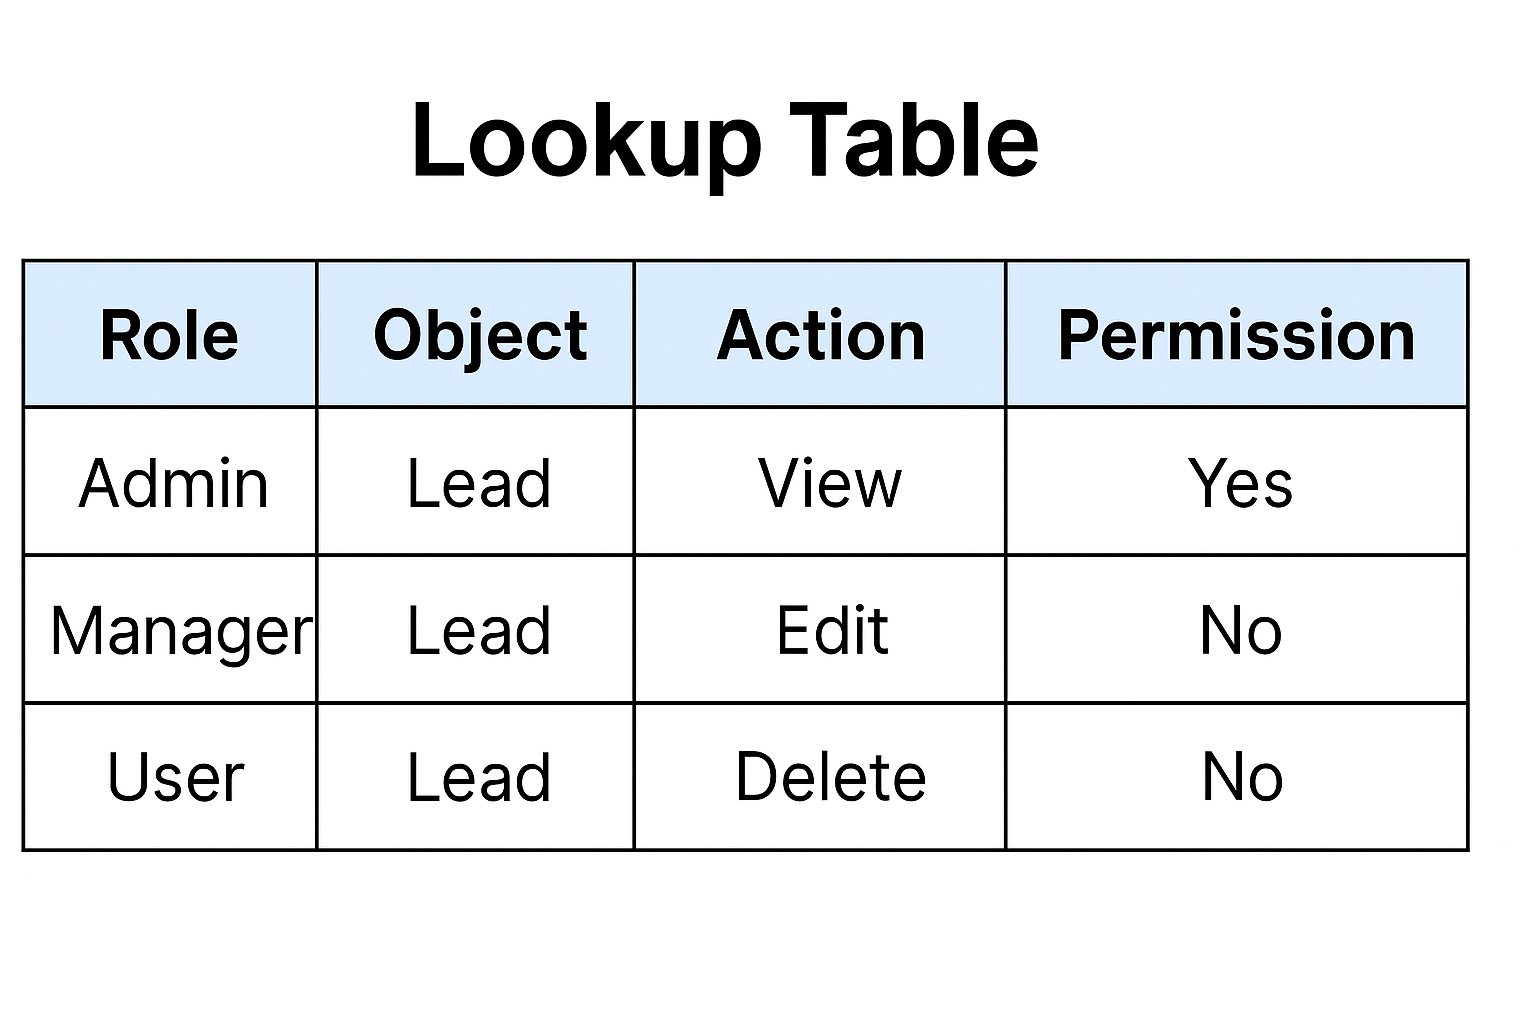 Lookup Table
Role Object Action Permission
Admin Lead View Yes
Manager Lead Edit No
User Lead Delete No